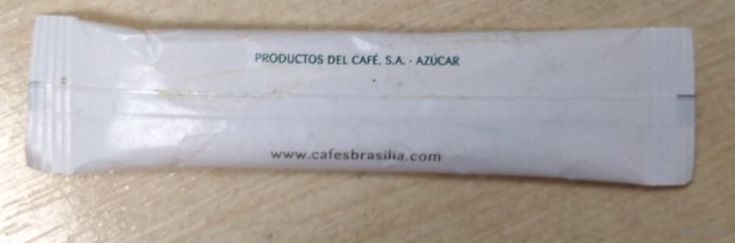 PRODUCTOS DEL CAFÉ, S.A. · AZÚCAR
www.cafesbrasilia.com